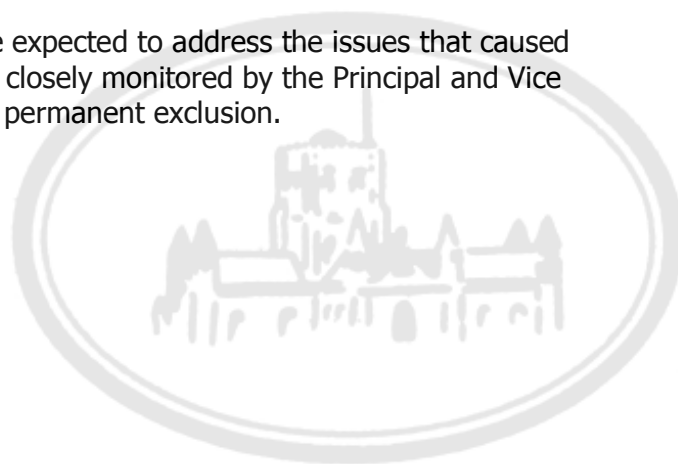 expected to address the issues that caused
closely monitored by the Principal and Vice
permanent exclusion.